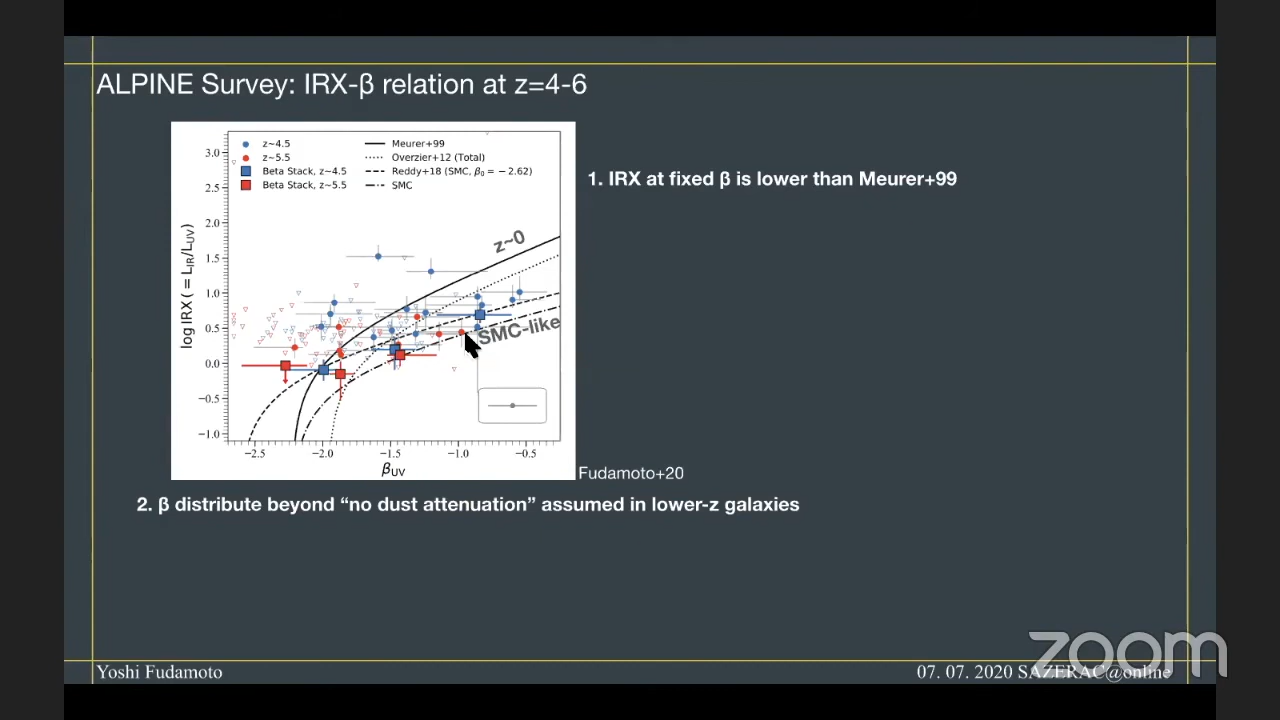 ALPINE Survey: IRX-β relation at z=4-6
z~4.5
z~5.5
Beta Stack, z~4.5
Beta Stack, z~5.5
Meurer+99
Overzier+12 (Total)
Reddy+18 (SMC, β₀ = −2.62)
SMC
3.0
2.5
2.0
1.5
1.0
0.5
0.0
−0.5
−1.0
log IRX ( = L_IR/L_UV)
z~0
SMC-like
−2.5
−2.0
−1.5
−1.0
−0.5
β_UV
1. IRX at fixed β is lower than Meurer+99
Fudamoto+20
2. β distribute beyond “no dust attenuation” assumed in lower-z galaxies
zoom
Yoshi Fudamoto
07. 07. 2020 SAZERAC@online